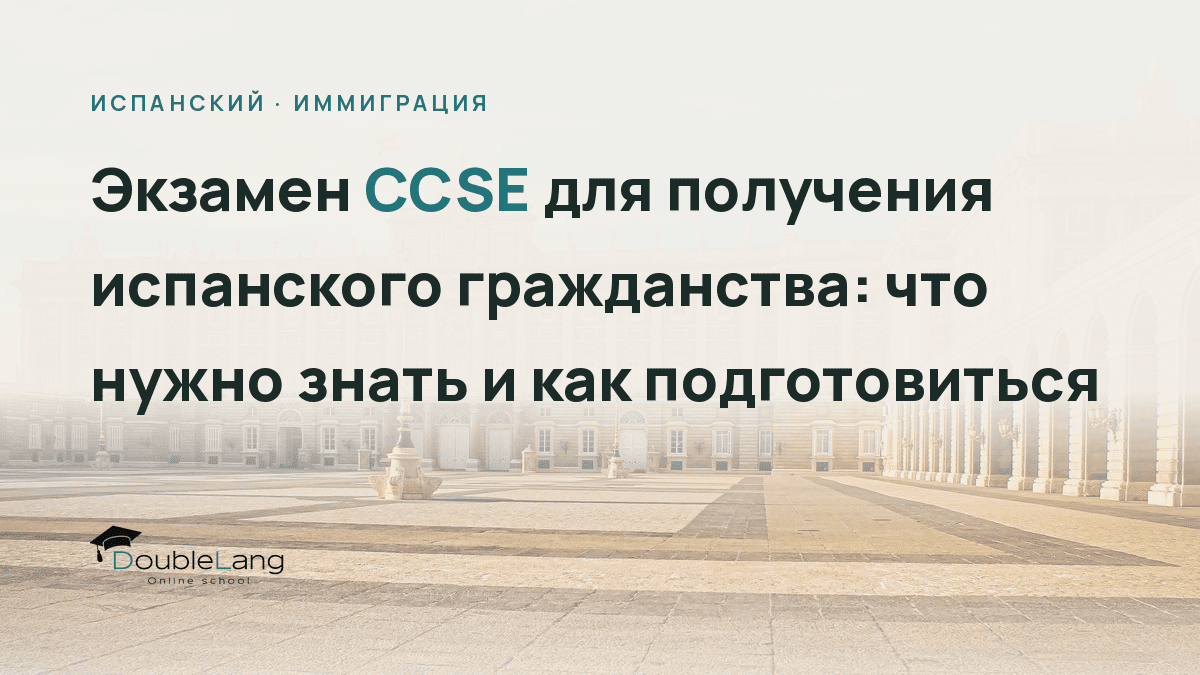 ИСПАНСКИЙ · ИММИГРАЦИЯ
Экзамен CCSE для получения
испанского гражданства: что
нужно знать и как подготовиться
DoubleLang
Online school